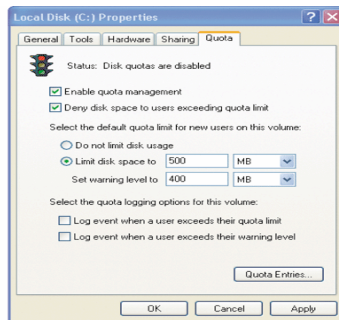 Local Disk (C:) Properties
General Tools Hardware Sharing Quota
Status: Disk quotas are disabled
Enable quota management
Deny disk space to users exceeding quota limit
Select the default quota limit for new users on this volume:
Do not limit disk usage
Limit disk space to 500 MB
Set warning level to 400 MB
Select the quota logging options for this volume:
Log event when a user exceeds their quota limit
Log event when a user exceeds their warning level
Quota Entries...
OK Cancel Apply